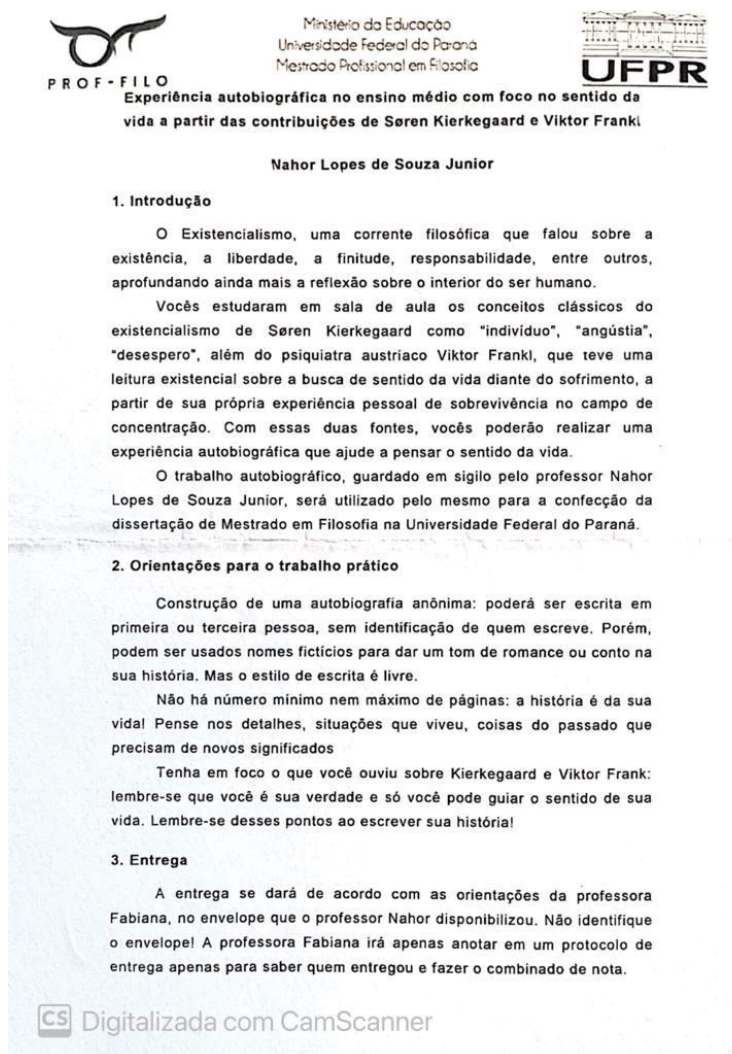 PROF-FILO
Ministério da Educação
Universidade Federal do Paraná
Mestrado Profissional em Filosofia
UFPR
Experiência autobiográfica no ensino médio com foco no sentido da
vida a partir das contribuições de Søren Kierkegaard e Viktor Frankl
Nahor Lopes de Souza Junior
1. Introdução
O Existencialismo, uma corrente filosófica que falou sobre a
existência, a liberdade, a finitude, responsabilidade, entre outros,
aprofundando ainda mais a reflexão sobre o interior do ser humano.
Vocês estudaram em sala de aula os conceitos clássicos do
existencialismo de Søren Kierkegaard como "indivíduo", "angústia",
"desespero", além do psiquiatra austríaco Viktor Frankl, que teve uma
leitura existencial sobre a busca de sentido da vida diante do sofrimento, a
partir de sua própria experiência pessoal de sobrevivência no campo de
concentração. Com essas duas fontes, vocês poderão realizar uma
experiência autobiográfica que ajude a pensar o sentido da vida.
O trabalho autobiográfico, guardado em sigilo pelo professor Nahor
Lopes de Souza Junior, será utilizado pelo mesmo para a confecção da
dissertação de Mestrado em Filosofia na Universidade Federal do Paraná.
2. Orientações para o trabalho prático
Construção de uma autobiografia anônima: poderá ser escrita em
primeira ou terceira pessoa, sem identificação de quem escreve. Porém,
podem ser usados nomes fictícios para dar um tom de romance ou conto na
sua história. Mas o estilo de escrita é livre.
Não há número mínimo nem máximo de páginas: a história é da sua
vida! Pense nos detalhes, situações que viveu, coisas do passado que
precisam de novos significados
Tenha em foco o que você ouviu sobre Kierkegaard e Viktor Frank:
lembre-se que você é sua verdade e só você pode guiar o sentido de sua
vida. Lembre-se desses pontos ao escrever sua história!
3. Entrega
A entrega se dará de acordo com as orientações da professora
Fabiana, no envelope que o professor Nahor disponibilizou. Não identifique
o envelope! A professora Fabiana irá apenas anotar em um protocolo de
entrega apenas para saber quem entregou e fazer o combinado de nota.
CS Digitalizada com CamScanner